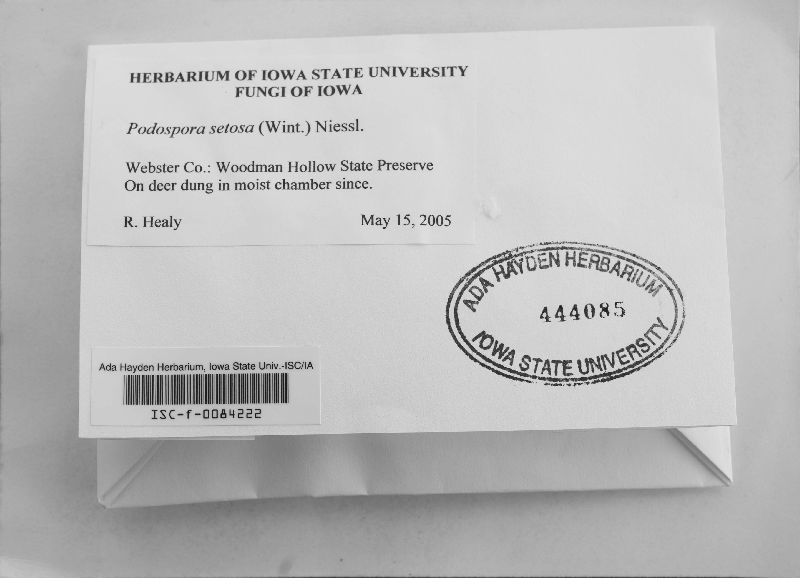 HERBARIUM OF IOWA STATE UNIVERSITY
FUNGI OF IOWA
Podospora setosa (Wint.) Niessl.
Webster Co.: Woodman Hollow State Preserve
On deer dung in moist chamber since.
R. Healy May 15, 2005
ADA HAYDEN HERBARIUM
444085
IOWA STATE UNIVERSITY
Ada Hayden Herbarium, Iowa State Univ.-ISC/IA
ISC-f-0084222